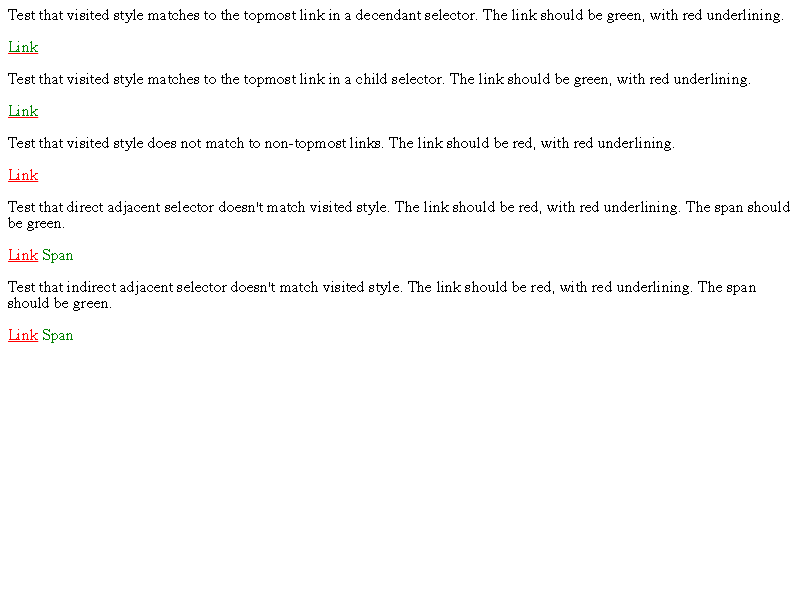 Test that visited style matches to the topmost link in a decendant selector. The link should be green, with red underlining.
Link
Test that visited style matches to the topmost link in a child selector. The link should be green, with red underlining.
Link
Test that visited style does not match to non-topmost links. The link should be red, with red underlining.
Link
Test that direct adjacent selector doesn't match visited style. The link should be red, with red underlining. The span should
be green.
Link Span
Test that indirect adjacent selector doesn't match visited style. The link should be red, with red underlining. The span
should be green.
Link Span